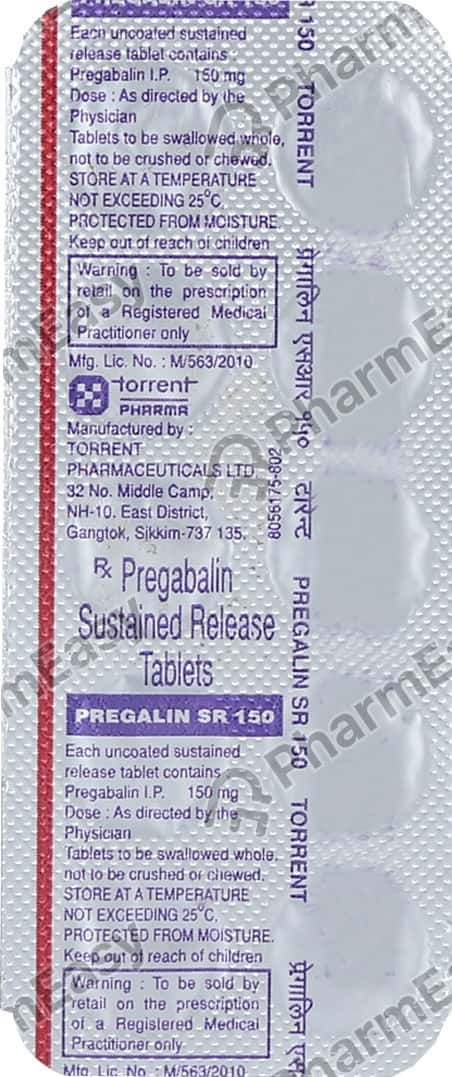 PREGALIN SR 150
Each uncoated sustained
release tablet contains :
Pregabalin I.P. 150 mg
Dose : As directed by the
Physician
Tablets to be swallowed whole,
not to be crushed or chewed.
STORE AT A TEMPERATURE
NOT EXCEEDING 25°C.
PROTECTED FROM MOISTURE.
Keep out of reach of children
Warning : To be sold by
retail on the prescription
of a Registered Medical
Practitioner only
Mfg. Lic. No. : M/563/2010
torrent
PHARMA
Manufactured by :
TORRENT
PHARMACEUTICALS LTD.
32 No. Middle Camp,
NH-10. East District,
Gangtok, Sikkim-737 135.
8056175-802
Rx Pregabalin
Sustained Release
Tablets
PREGALIN SR 150
Each uncoated sustained
release tablet contains :
Pregabalin I.P. 150 mg
Dose : As directed by the
Physician
Tablets to be swallowed whole,
not to be crushed or chewed.
STORE AT A TEMPERATURE
NOT EXCEEDING 25°C.
PROTECTED FROM MOISTURE.
Keep out of reach of children
Warning : To be sold by
retail on the prescription
of a Registered Medical
Practitioner only
Mfg. Lic. No. : M/563/2010
R 150 TORRENT प्रेगालिन एसआर १५० टोरेन्ट PREGALIN SR 150 TORRENT प्रेगालिन
PharmEasy